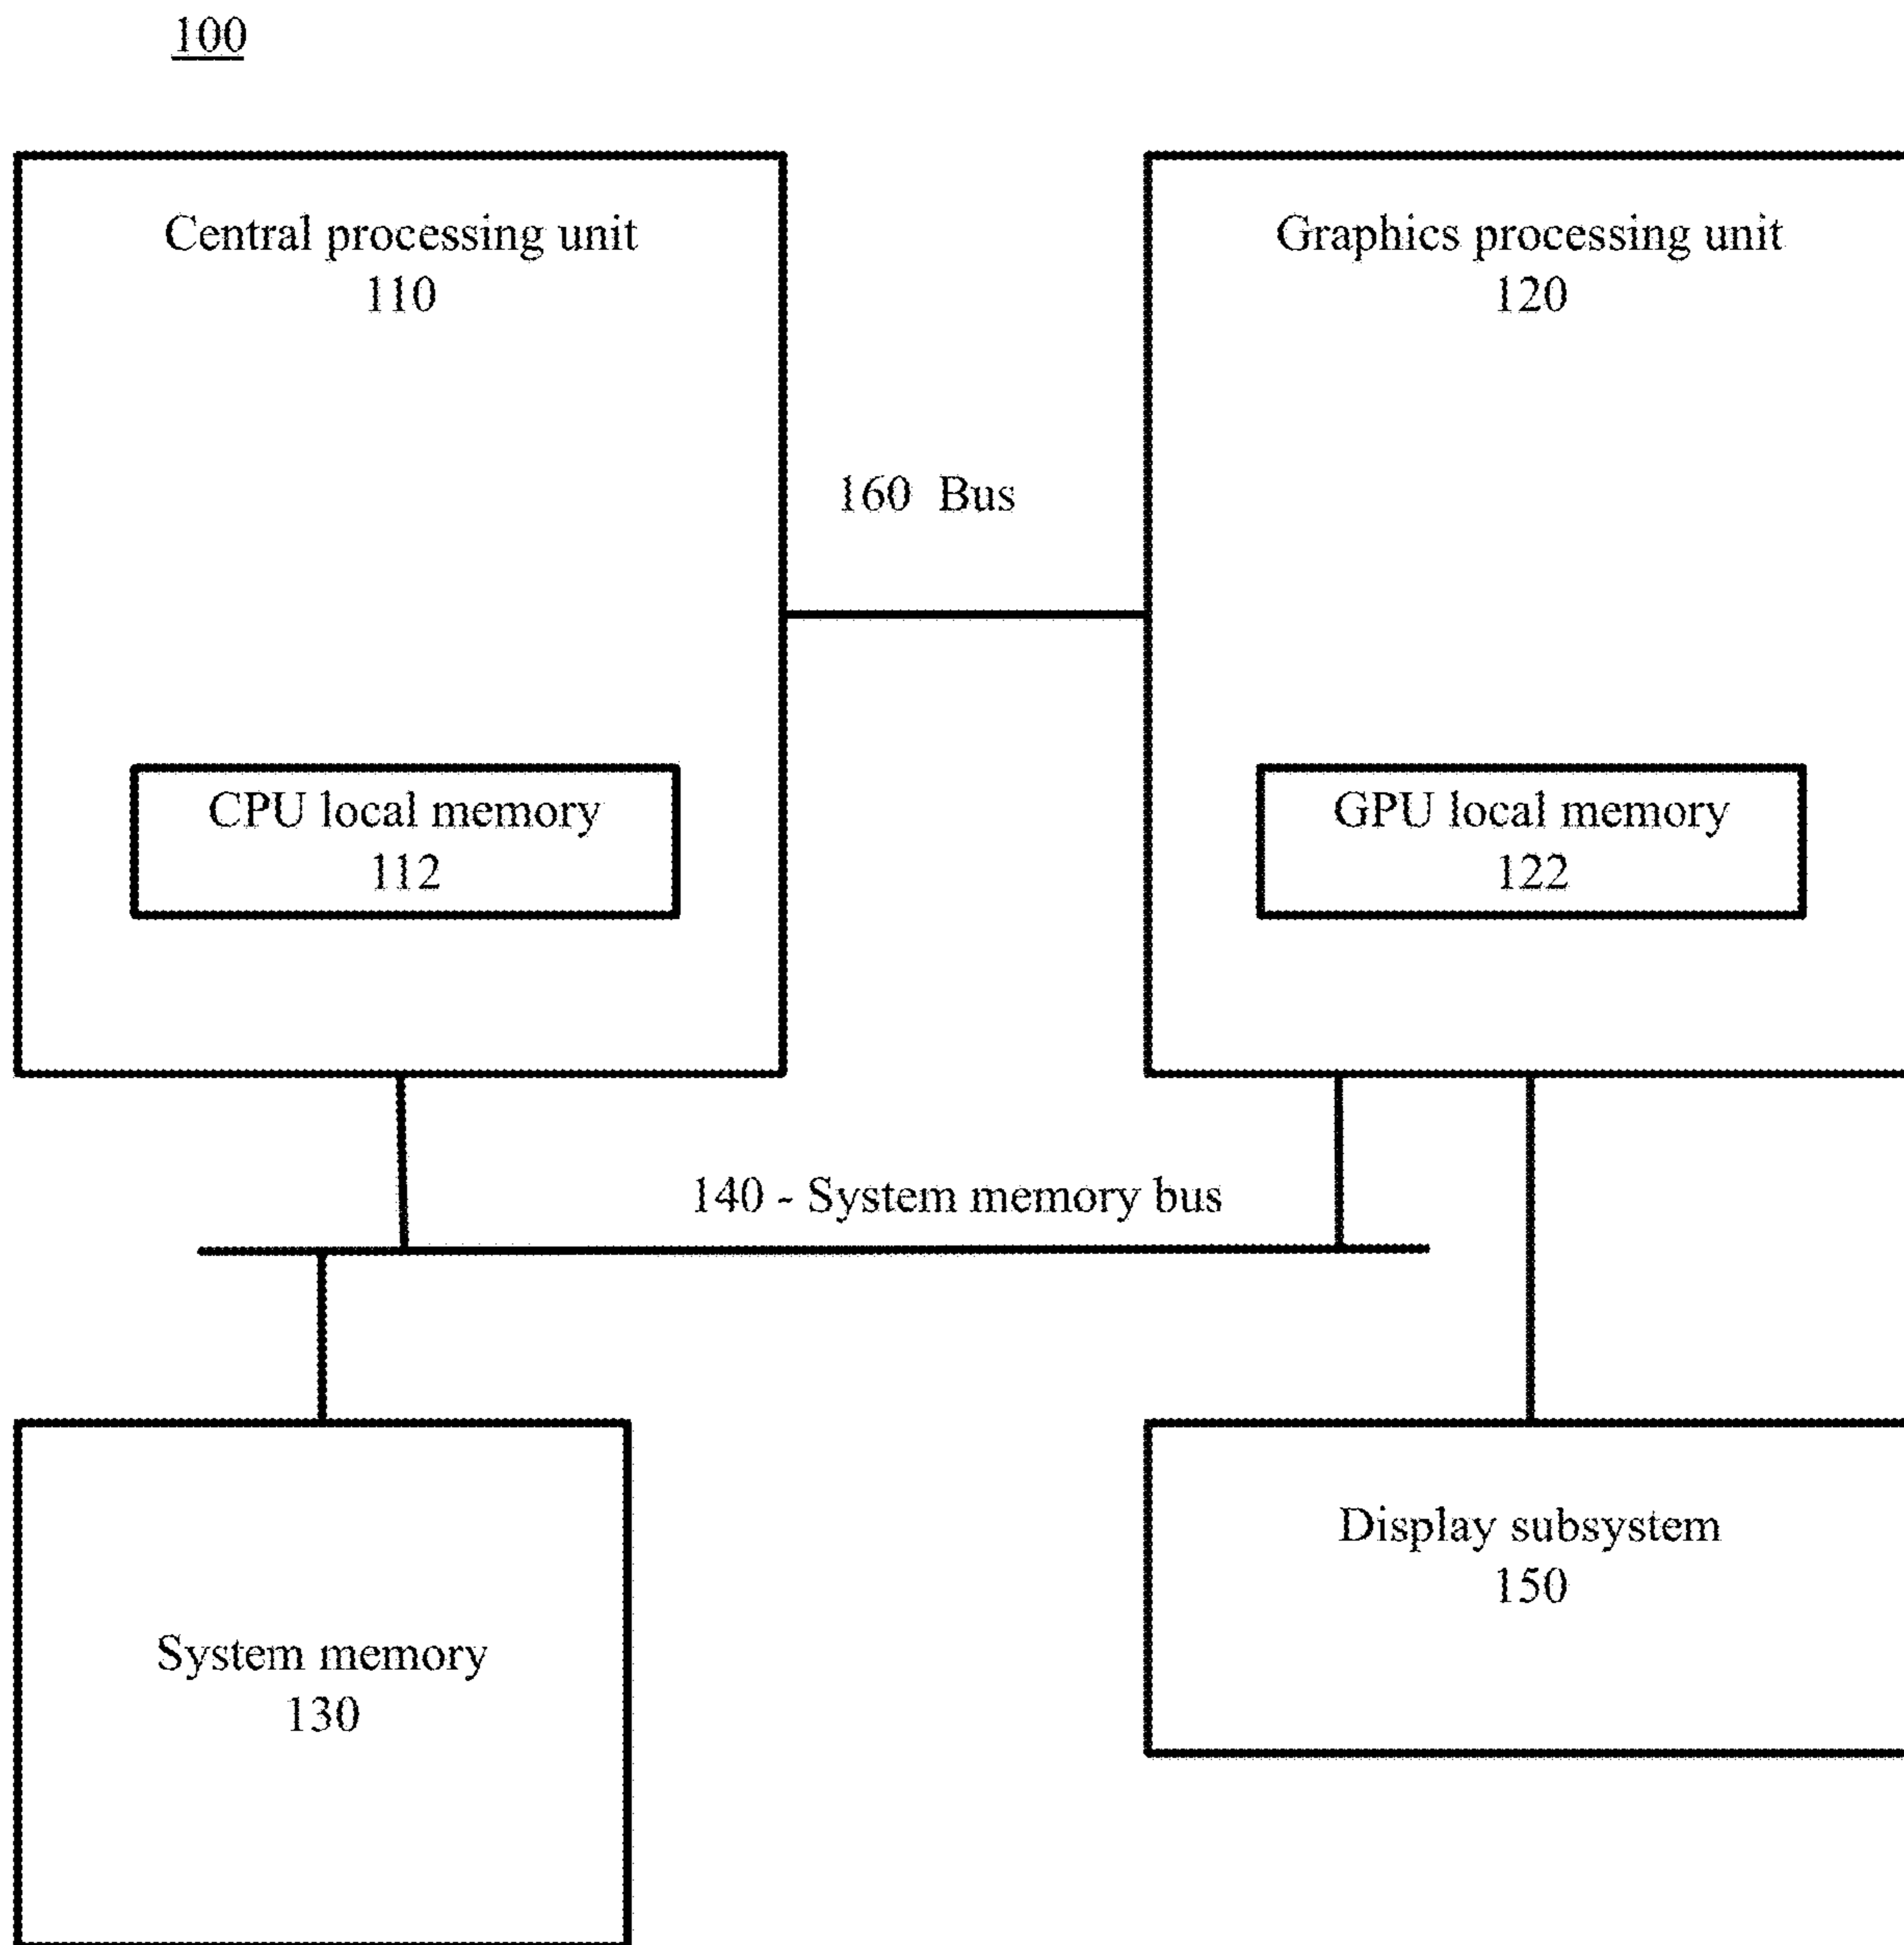 100
Central processing unit
110
Graphics processing unit
120
160 Bus
CPU local memory
112
GPU local memory
122
140 - System memory bus
Display subsystem
150
System memory
130